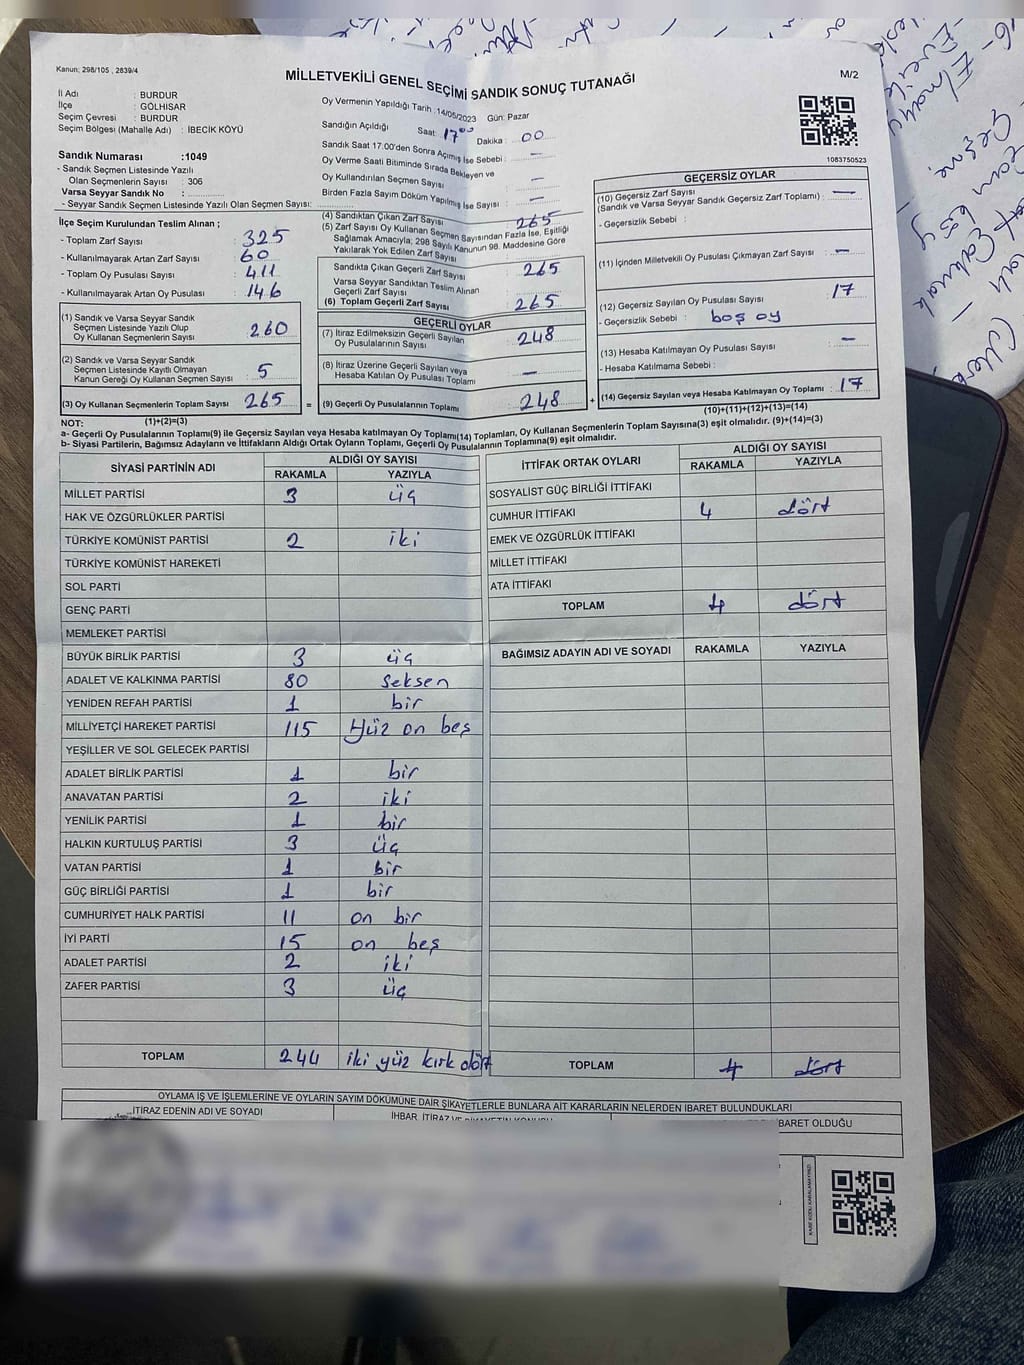 Kanun; 298/105 , 2839/4
MİLLETVEKİLİ GENEL SEÇİMİ SANDIK SONUÇ TUTANAĞI
M/2
İl Adı : BURDUR
İlçe : GÖLHİSAR
Seçim Çevresi : BURDUR
Seçim Bölgesi (Mahalle Adı) : İBECİK KÖYÜ
Sandık Numarası :1049
- Sandık Seçmen Listesinde Yazılı
Olan Seçmenlerin Sayısı : 306
Varsa Seyyar Sandık No :
- Seyyar Sandık Seçmen Listesinde Yazılı Olan Seçmen Sayısı:
Oy Vermenin Yapıldığı Tarih :14/05/2023 Gün: Pazar
Sandığın Açıldığı Saat : 17⁰⁰ Dakika : 00
Sandık Saat 17:00'den Sonra Açılmış İse Sebebi : —
Oy Verme Saati Bitiminde Sırada Bekleyen ve
Oy Kullandırılan Seçmen Sayısı : —
Birden Fazla Sayım Döküm Yapılmış İse Sayısı : —
1083750523
İlçe Seçim Kurulundan Teslim Alınan ;
- Toplam Zarf Sayısı : 325
- Kullanılmayarak Artan Zarf Sayısı : 60
- Toplam Oy Pusulası Sayısı : 411
- Kullanılmayarak Artan Oy Pusulası : 146
(1) Sandık ve Varsa Seyyar Sandık
Seçmen Listesinde Yazılı Olup
Oy Kullanan Seçmenlerin Sayısı : 260
(2) Sandık ve Varsa Seyyar Sandık
Seçmen Listesinde Kayıtlı Olmayan
Kanun Gereği Oy Kullanan Seçmen Sayısı : 5
(3) Oy Kullanan Seçmenlerin Toplam Sayısı : 265
(1)+(2)=(3)
(4) Sandıktan Çıkan Zarf Sayısı : 265
(5) Zarf Sayısı Oy Kullanan Seçmen Sayısından Fazla İse, Eşitliği
Sağlamak Amacıyla; 298 Sayılı Kanunun 98. Maddesine Göre
Yakılarak Yok Edilen Zarf Sayısı :
Sandıkta Çıkan Geçerli Zarf Sayısı : 265
Varsa Seyyar Sandıktan Teslim Alınan
Geçerli Zarf Sayısı :
(6) Toplam Geçerli Zarf Sayısı : 265
GEÇERLİ OYLAR
(7) İtiraz Edilmeksizin Geçerli Sayılan
Oy Pusulalarının Sayısı : 248
(8) İtiraz Üzerine Geçerli Sayılan veya
Hesaba Katılan Oy Pusulası Toplamı : —
= (9) Geçerli Oy Pusulalarının Toplamı : 248 +
GEÇERSİZ OYLAR
(10) Geçersiz Zarf Sayısı
(Sandık ve Varsa Seyyar Sandık Geçersiz Zarf Toplamı) : —
- Geçersizlik Sebebi :
(11) İçinden Milletvekili Oy Pusulası Çıkmayan Zarf Sayısı : —
(12) Geçersiz Sayılan Oy Pusulası Sayısı : 17
- Geçersizlik Sebebi : boş oy
(13) Hesaba Katılmayan Oy Pusulası Sayısı : —
- Hesaba Katılmama Sebebi :
(14) Geçersiz Sayılan veya Hesaba Katılmayan Oy Toplamı : 17
(10)+(11)+(12)+(13)=(14)
NOT:
a- Geçerli Oy Pusulalarının Toplamı(9) ile Geçersiz Sayılan veya Hesaba katılmayan Oy Toplamı(14) Toplamları, Oy Kullanan Seçmenlerin Toplam Sayısına(3) eşit olmalıdır. (9)+(14)=(3)
b- Siyasi Partilerin, Bağımsız Adayların ve İttifakların Aldığı Ortak Oyların Toplamı, Geçerli Oy Pusulalarının Toplamına(9) eşit olmalıdır.
SİYASİ PARTİNİN ADI ALDIĞI OY SAYISI
RAKAMLA YAZIYLA
MİLLET PARTİSİ 3 üç
HAK VE ÖZGÜRLÜKLER PARTİSİ
TÜRKİYE KOMÜNİST PARTİSİ 2 iki
TÜRKİYE KOMÜNİST HAREKETİ
SOL PARTİ
GENÇ PARTİ
MEMLEKET PARTİSİ
BÜYÜK BİRLİK PARTİSİ 3 üç
ADALET VE KALKINMA PARTİSİ 80 seksen
YENİDEN REFAH PARTİSİ 1 bir
MİLLİYETÇİ HAREKET PARTİSİ 115 Yüz on beş
YEŞİLLER VE SOL GELECEK PARTİSİ
ADALET BİRLİK PARTİSİ 1 bir
ANAVATAN PARTİSİ 2 iki
YENİLİK PARTİSİ 1 bir
HALKIN KURTULUŞ PARTİSİ 3 üç
VATAN PARTİSİ 1 bir
GÜÇ BİRLİĞİ PARTİSİ 1 bir
CUMHURİYET HALK PARTİSİ 11 on bir
İYİ PARTİ 15 on beş
ADALET PARTİSİ 2 iki
ZAFER PARTİSİ 3 üç
TOPLAM 244 iki yüz kırk dört
İTTİFAK ORTAK OYLARI ALDIĞI OY SAYISI
RAKAMLA YAZIYLA
SOSYALİST GÜÇ BİRLİĞİ İTTİFAKI
CUMHUR İTTİFAKI 4 dört
EMEK VE ÖZGÜRLÜK İTTİFAKI
MİLLET İTTİFAKI
ATA İTTİFAKI
TOPLAM 4 dört
BAĞIMSIZ ADAYIN ADI VE SOYADI RAKAMLA YAZIYLA
TOPLAM 4 dört
OYLAMA İŞ VE İŞLEMLERİNE VE OYLARIN SAYIM DÖKÜMÜNE DAİR ŞİKAYETLERLE BUNLARA AİT KARARLARIN NELERDEN İBARET BULUNDUKLARI
İTİRAZ EDENİN ADI VE SOYADI
İHBAR, İTİRAZ VE ŞİKAYETİN KONUSU
İBARET OLDUĞU